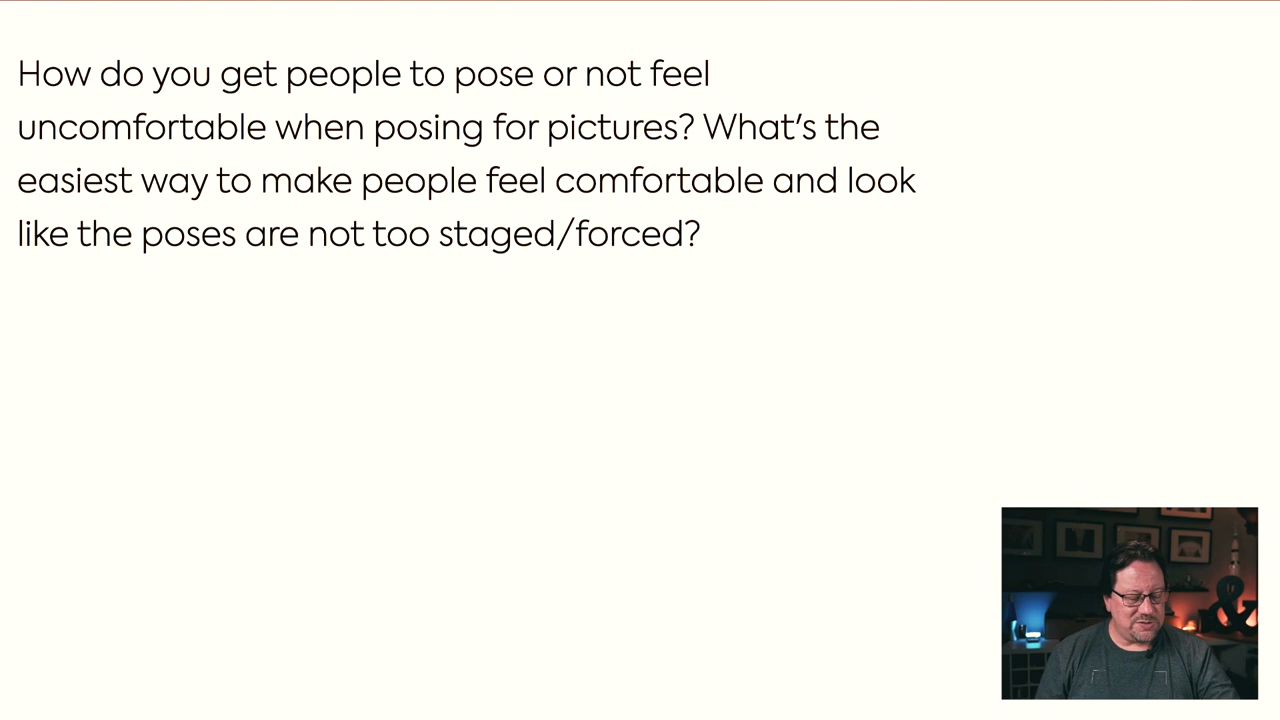 How do you get people to pose or not feel
uncomfortable when posing for pictures? What's the
easiest way to make people feel comfortable and look
like the poses are not too staged/forced?